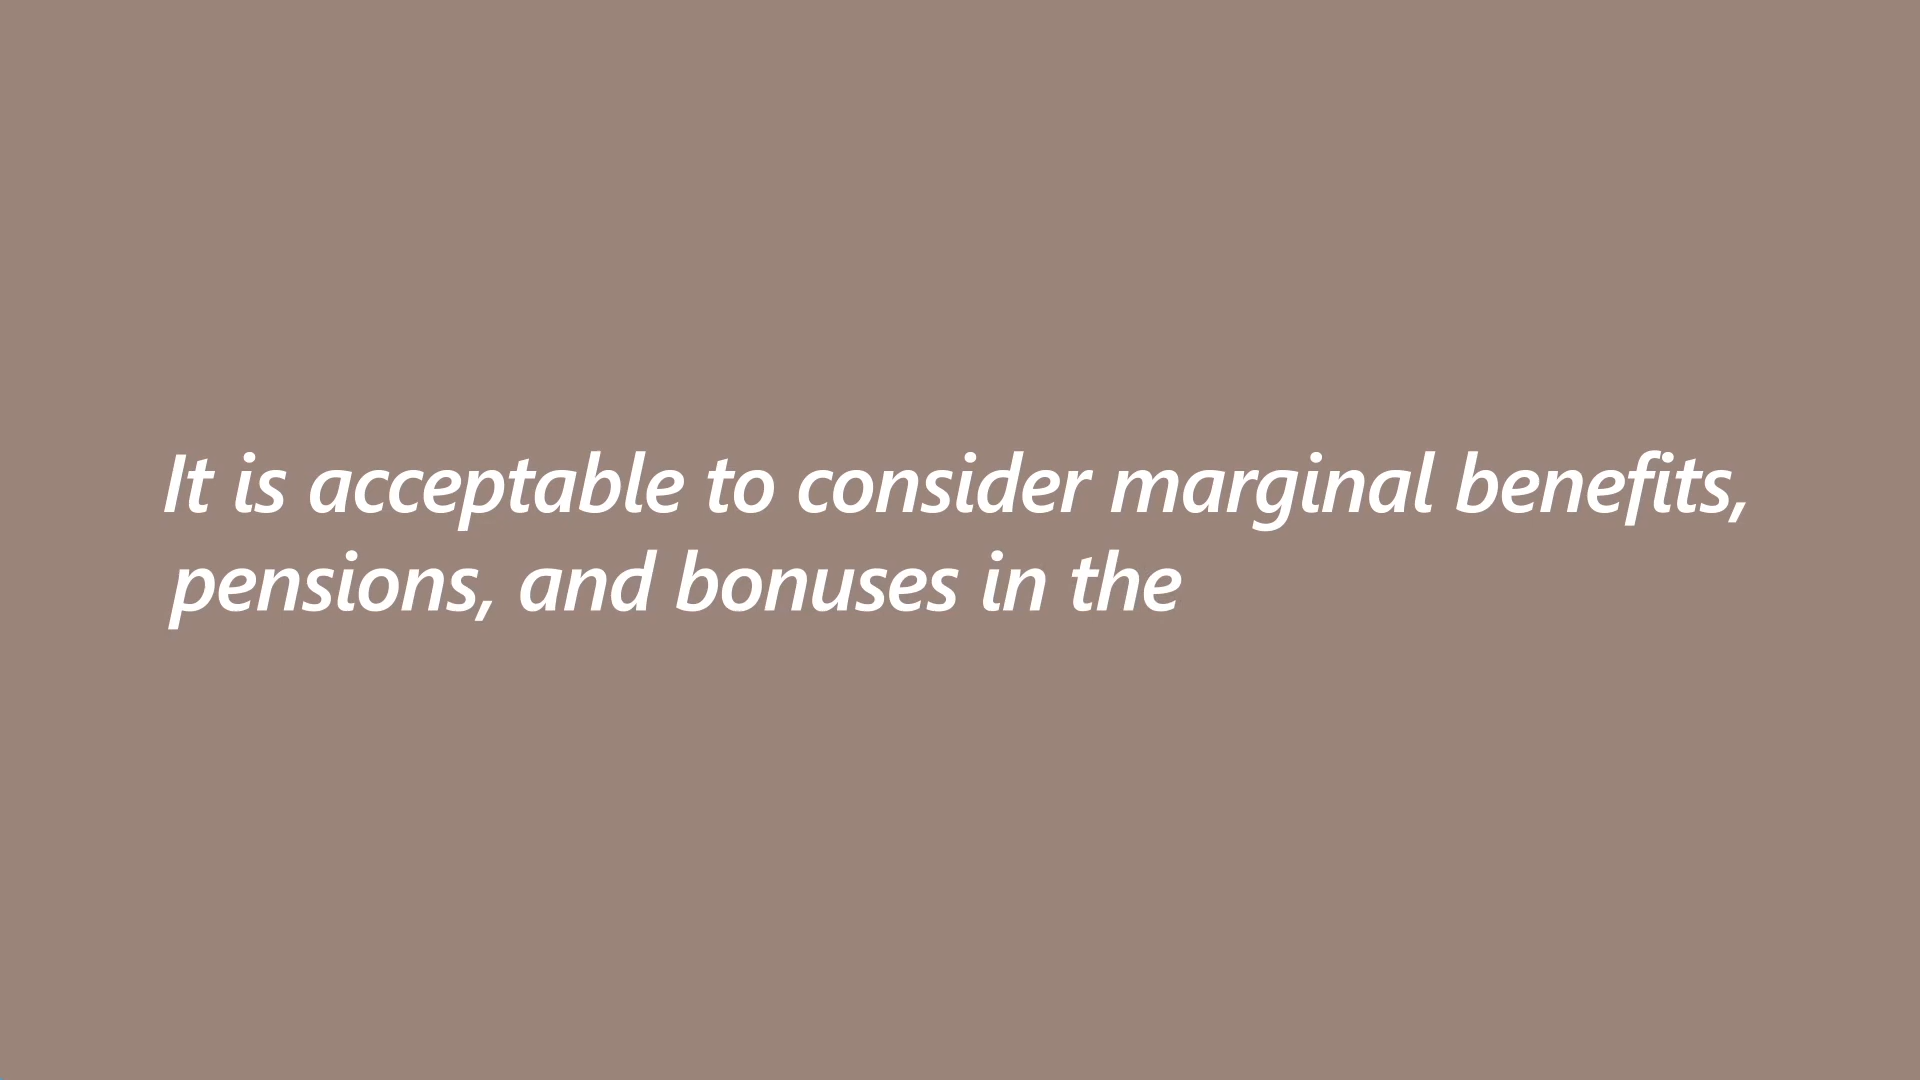 It is acceptable to consider marginal benefits,
pensions, and bonuses in the